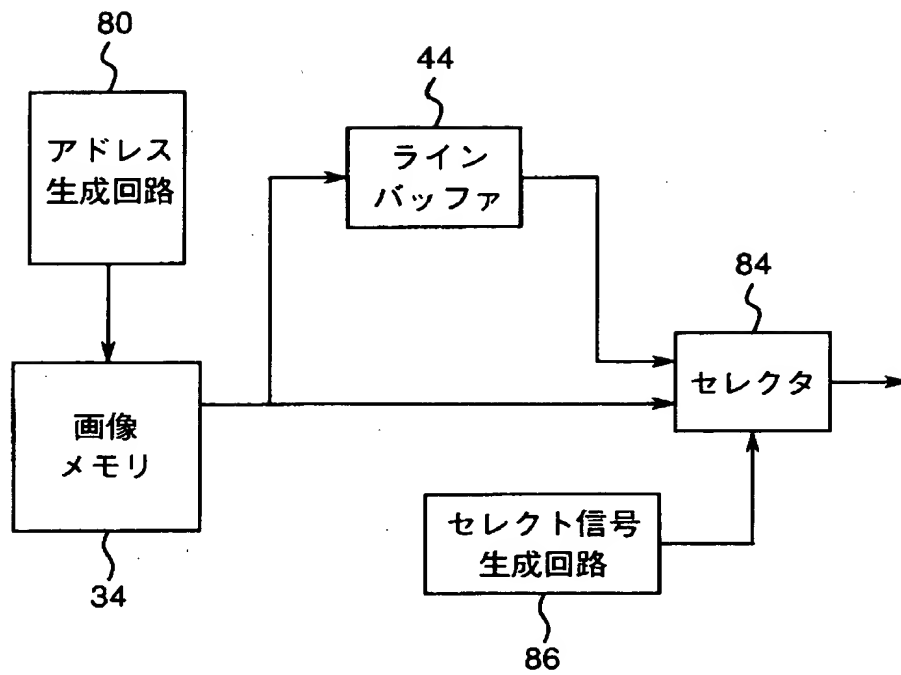 80
アドレス
生成回路
44
ライン
バッファ
84
セレクタ
画像
メモリ
34
セレクト信号
生成回路
86